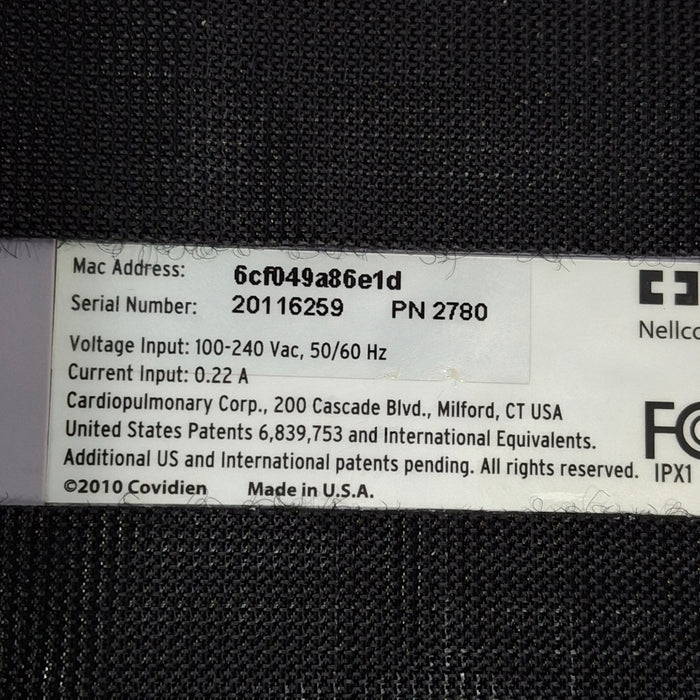 Mac Address: 6cf049a86e1d
Serial Number: 20116259 PN 2780
Voltage Input: 100-240 Vac, 50/60 Hz
Current Input: 0.22 A
Cardiopulmonary Corp., 200 Cascade Blvd., Milford, CT USA
United States Patents 6,839,753 and International Equivalents.
Additional US and International patents pending. All rights reserved.
©2010 Covidien Made in U.S.A.
Nellc
FC
IPX1